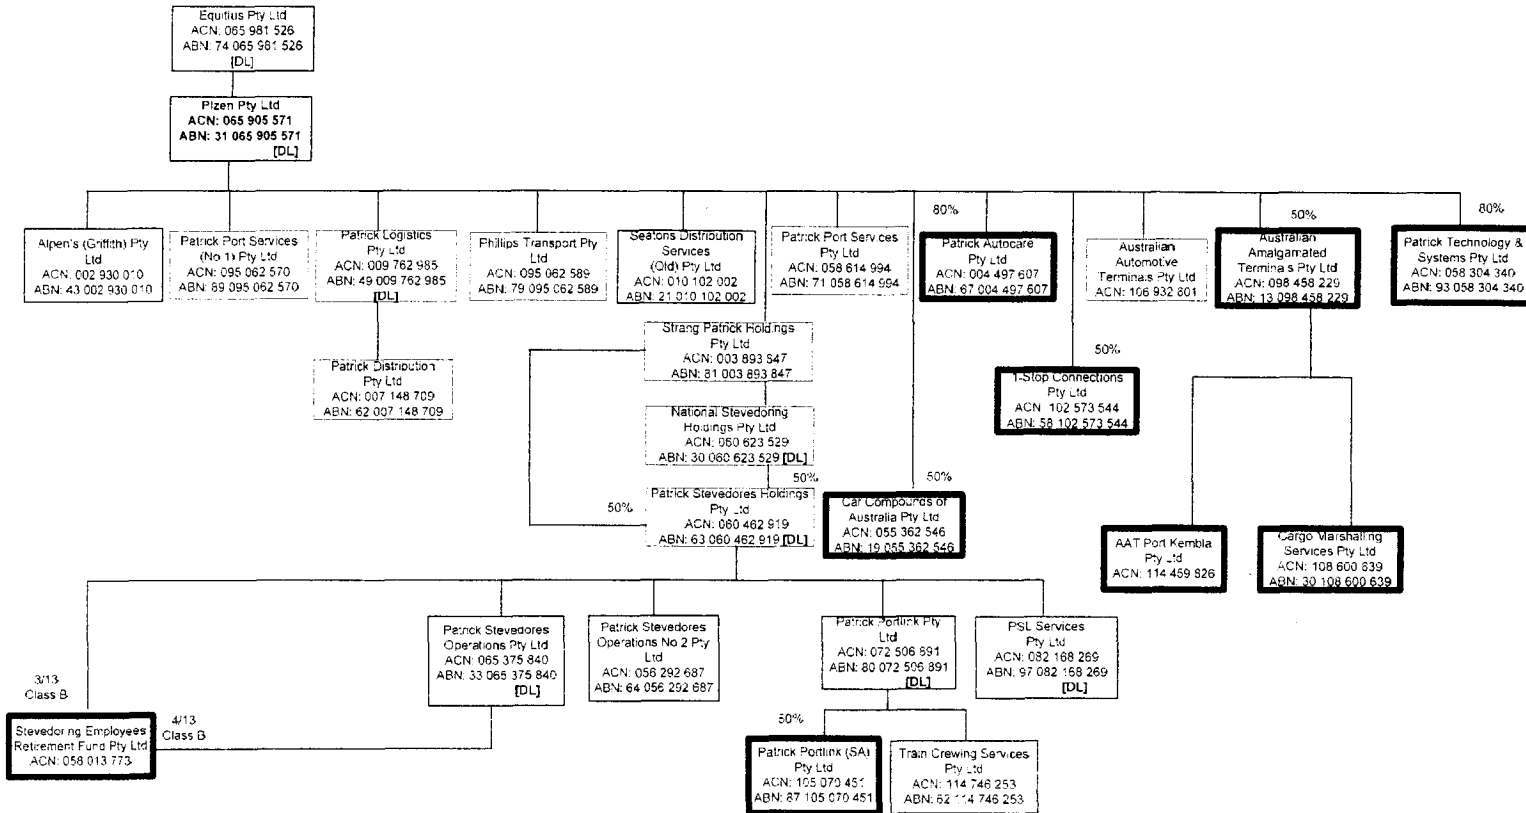 Equitius Pty Ltd
ACN: 065 981 526
ABN: 74 065 981 526
[DL]
Plzen Pty Ltd
ACN: 065 905 571
ABN: 31 065 905 571
[DL]
Alpen's (Griffith) Pty
Ltd
ACN: 002 930 010
ABN: 43 002 930 010
Patrick Port Services
(No 1) Pty Ltd
ACN: 095 062 570
ABN: 89 095 062 570
Patrick Logistics
Pty Ltd
ACN: 009 762 985
ABN: 49 009 762 985
[DL]
Phillips Transport Pty
Ltd
ACN: 095 062 589
ABN: 79 095 062 589
Seatons Distribution
Services
(Qld) Pty Ltd
ACN: 010 102 002
ABN: 21 010 102 002
Patrick Port Services
Pty Ltd
ACN: 058 614 994
ABN: 71 058 614 994
80%
Patrick Autocare
Pty Ltd
ACN: 004 497 607
ABN: 67 004 497 607
Australian
Automotive
Terminals Pty Ltd
ACN: 106 932 801
50%
Australian
Amalgamated
Terminals Pty Ltd
ACN: 098 458 229
ABN: 13 098 458 229
80%
Patrick Technology &
Systems Pty Ltd
ACN: 058 304 340
ABN: 93 058 304 340
Patrick Distribution
Pty Ltd
ACN: 007 148 709
ABN: 62 007 148 709
Strang Patrick Holdings
Pty Ltd
ACN: 003 893 847
ABN: 81 003 893 847
50%
1-Stop Connections
Pty Ltd
ACN 102 573 544
ABN: 58 102 573 544
National Stevedoring
Holdings Pty Ltd
ACN: 060 623 529
ABN: 30 060 623 529 [DL]
50%
50%
Patrick Stevedores Holdings
Pty Ltd
ACN: 060 462 919
ABN: 63 060 462 919 [DL]
50%
Car Compounds of
Australia Pty Ltd
ACN: 055 362 546
ABN: 19 055 362 546
AAT Port Kembla
Pty Ltd
ACN: 114 459 826
Cargo Marshalling
Services Pty Ltd
ACN: 108 600 639
ABN: 30 108 600 639
Patrick Stevedores
Operations Pty Ltd
ACN: 065 375 840
ABN: 33 065 375 840
[DL]
Patrick Stevedores
Operations No 2 Pty
Ltd
ACN: 056 292 687
ABN: 64 056 292 687
Patrick Portlink Pty
Ltd
ACN: 072 506 891
ABN: 80 072 506 891
[DL]
PSL Services
Pty Ltd
ACN: 082 168 269
ABN: 97 082 168 269
[DL]
3/13
Class B
4/13
Class B
Stevedoring Employees
Retirement Fund Pty Ltd
ACN: 058 013 773
50%
Patrick Portlink (SA)
Pty Ltd
ACN: 105 070 451
ABN: 87 105 070 451
Train Crewing Services
Pty Ltd
ACN: 114 746 253
ABN: 62 114 746 253